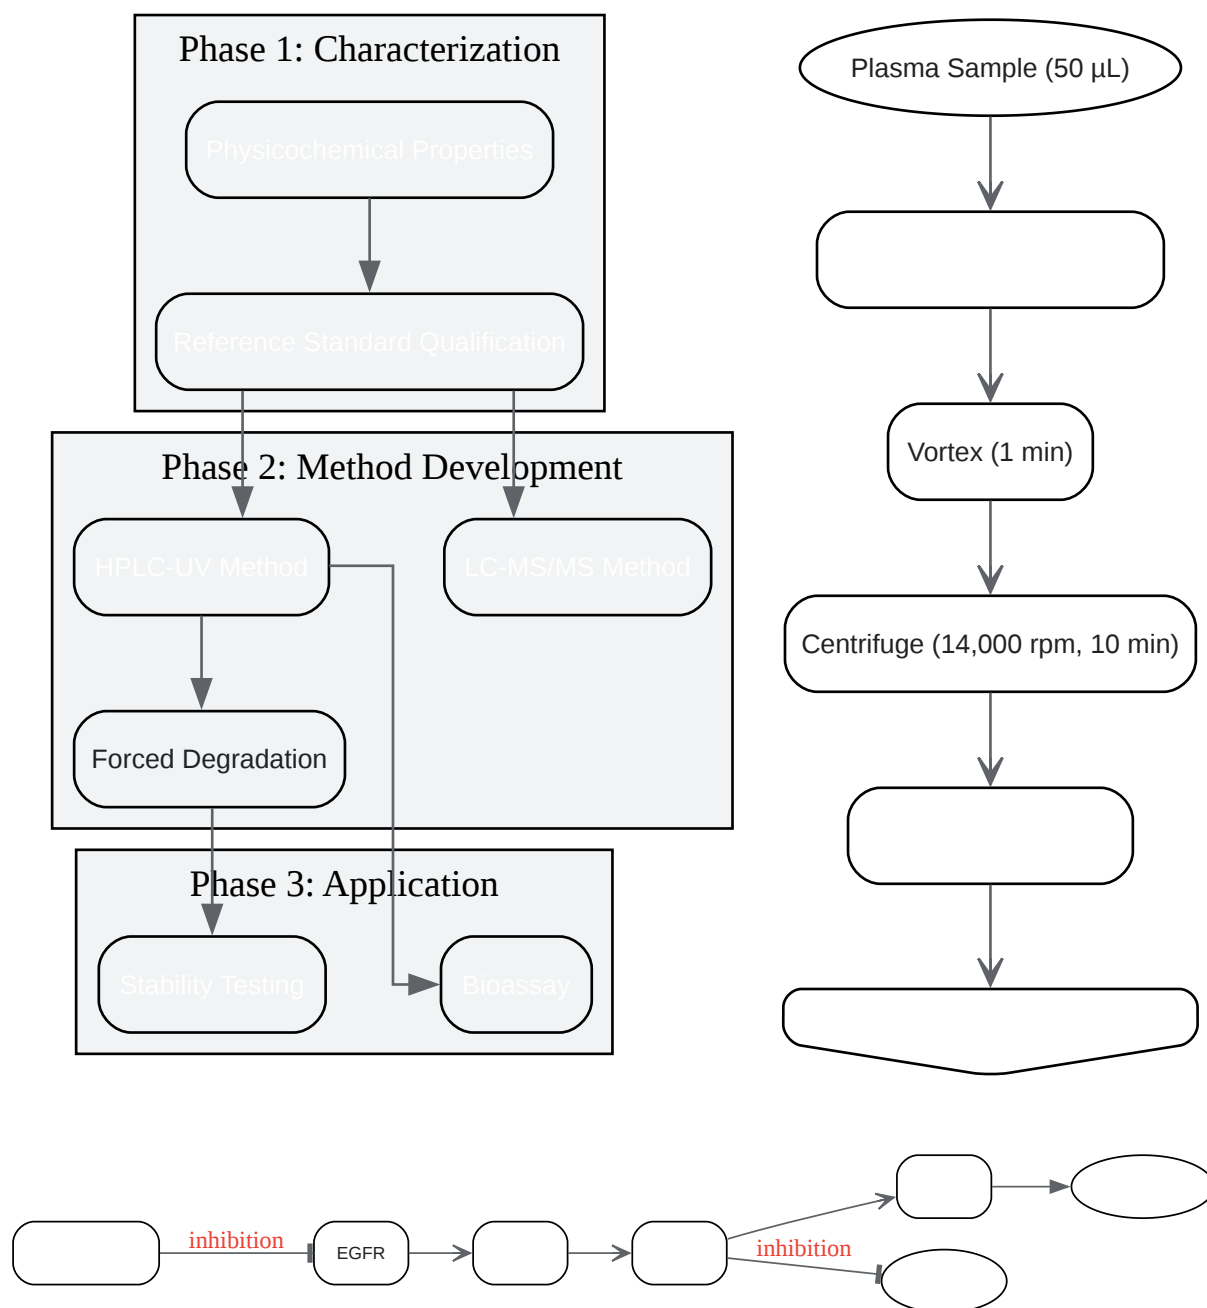 Phase 1: Characterization
Physicochemical Properties
Reference Standard Qualification
Phase 2: Method Development
HPLC-UV Method
LC-MS/MS Method
Forced Degradation
Phase 3: Application
Stability Testing
Bioassay
Plasma Sample (50 µL)
Vortex (1 min)
Centrifuge (14,000 rpm, 10 min)
inhibition
EGFR
inhibition